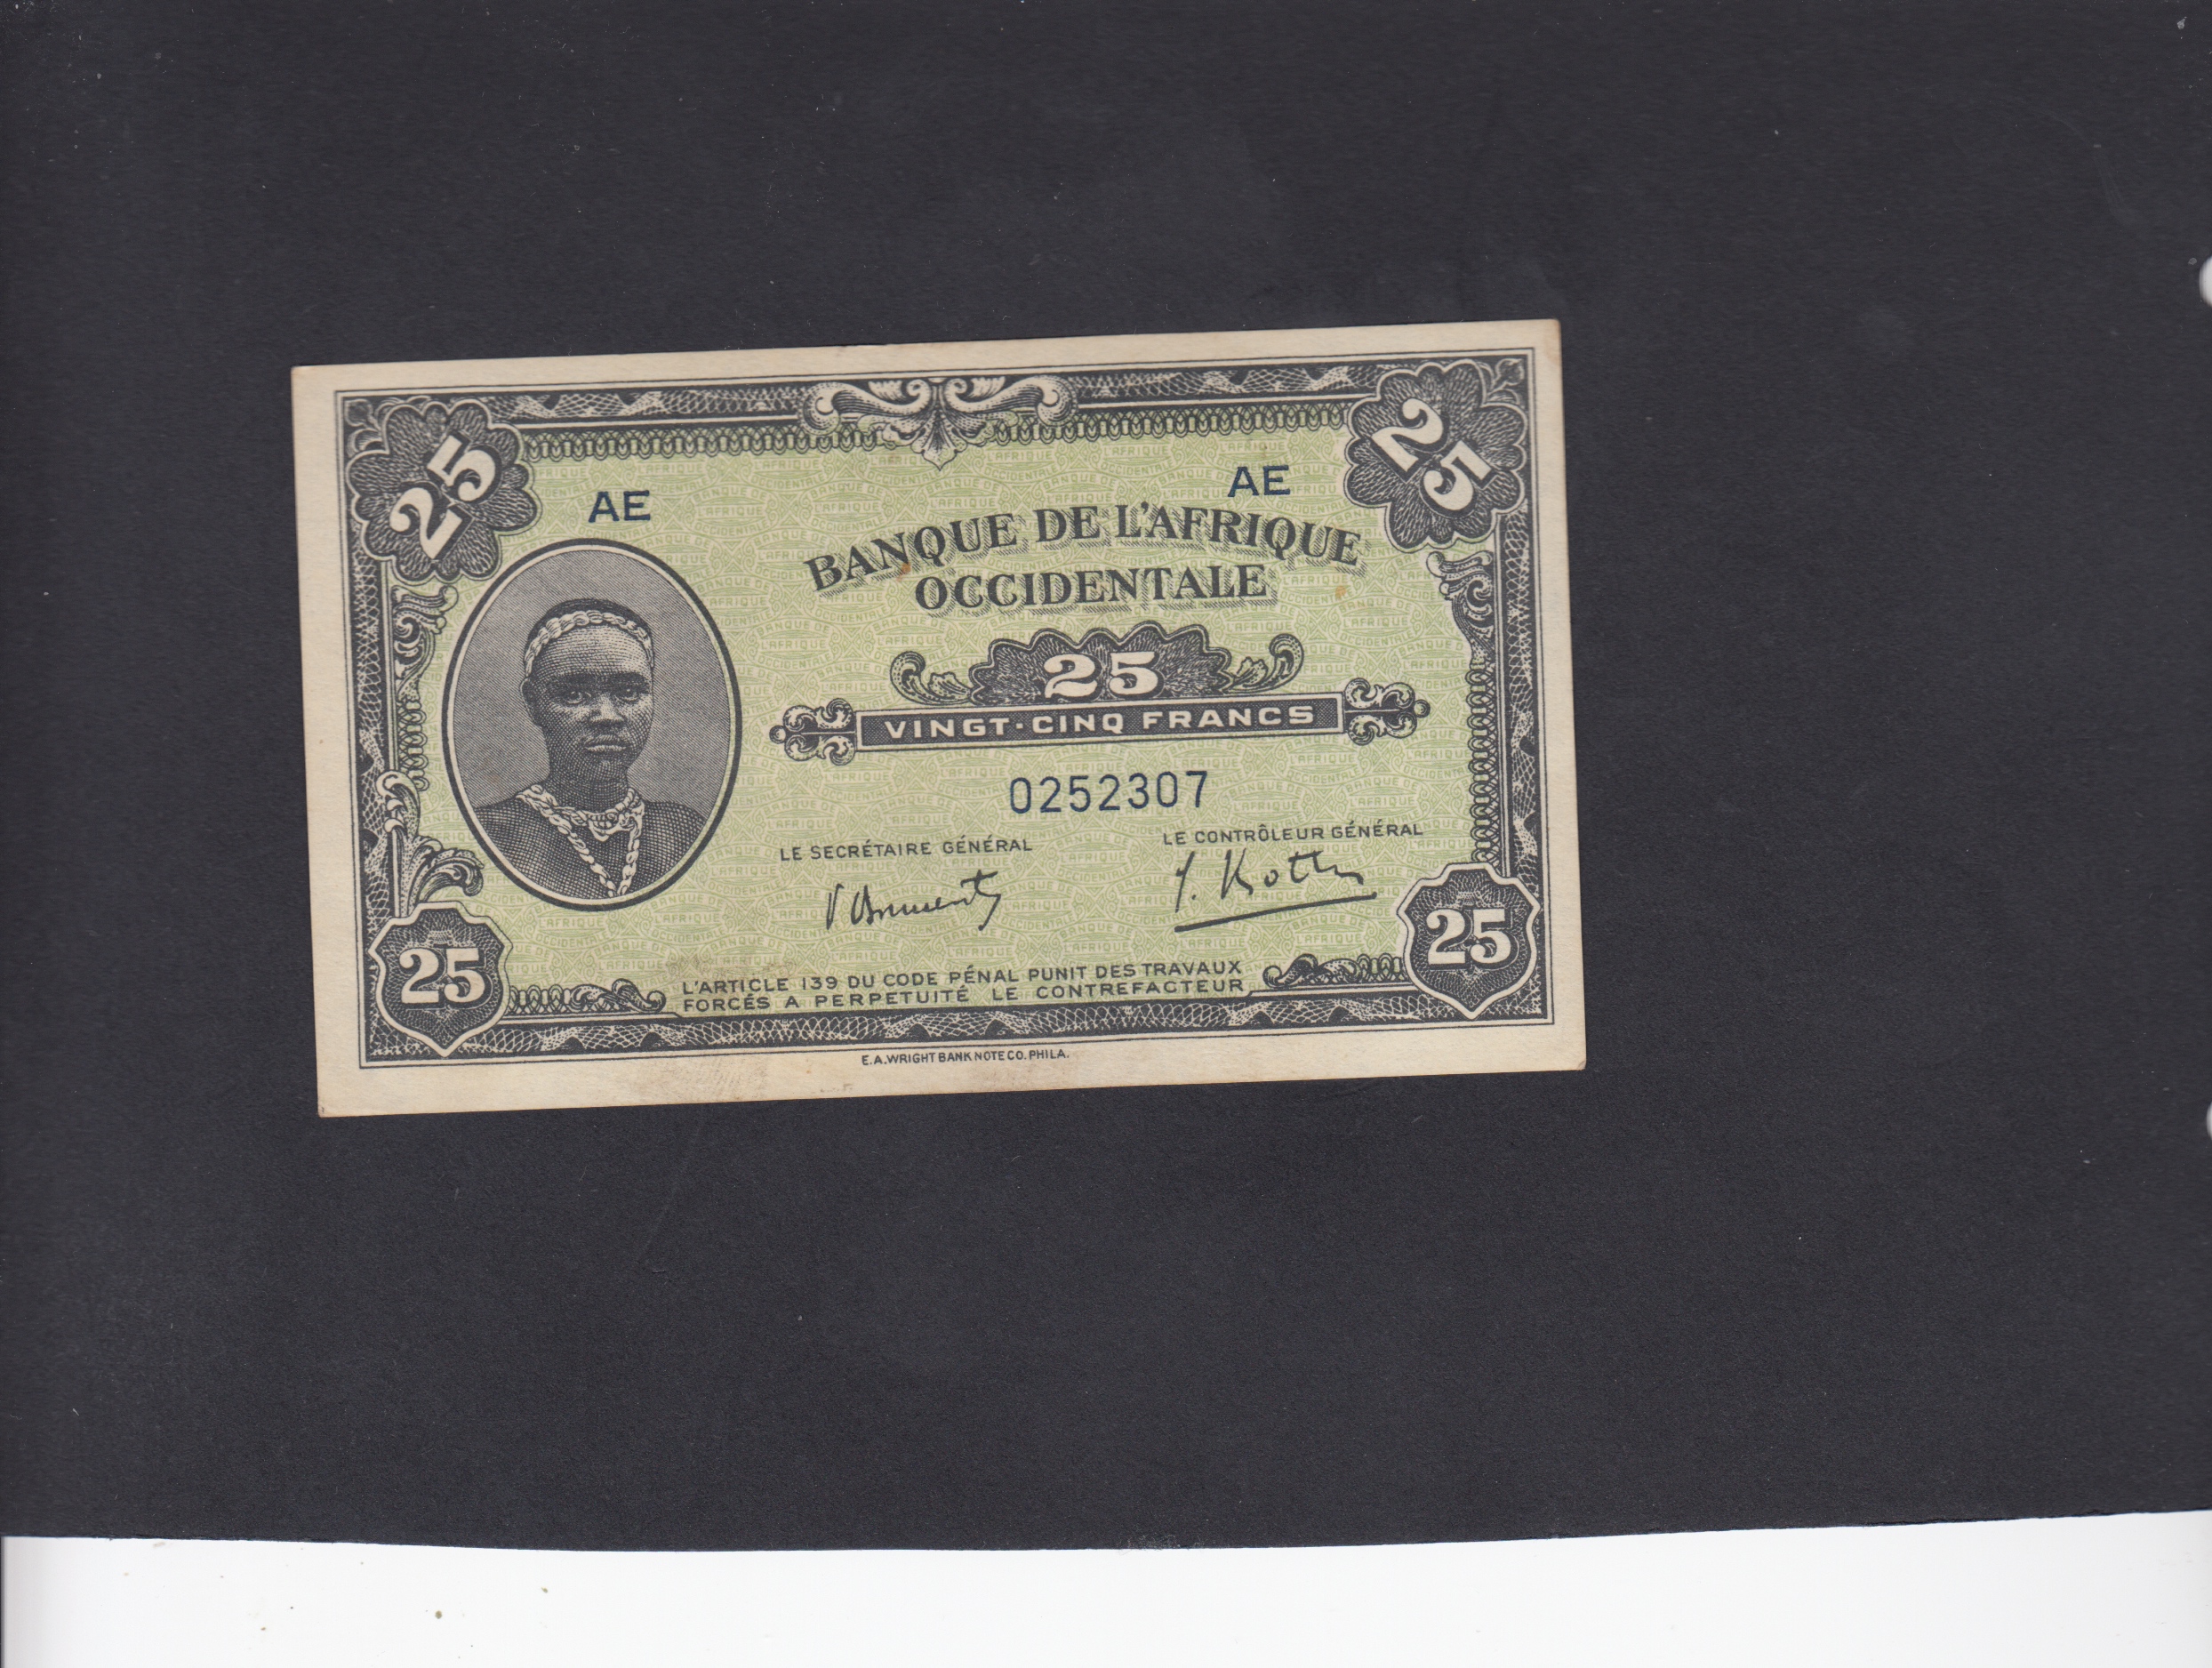 25
25
AE
AE
BANQUE DE L'AFRIQUE
OCCIDENTALE
25
VINGT-CINQ FRANCS
0252307
LE SECRÉTAIRE GÉNÉRAL
LE CONTRÔLEUR GÉNÉRAL
25
25
L'ARTICLE 139 DU CODE PÉNAL PUNIT DES TRAVAUX
FORCÉS A PERPETUITÉ LE CONTREFACTEUR
E.A.WRIGHT BANK NOTE CO. PHILA.